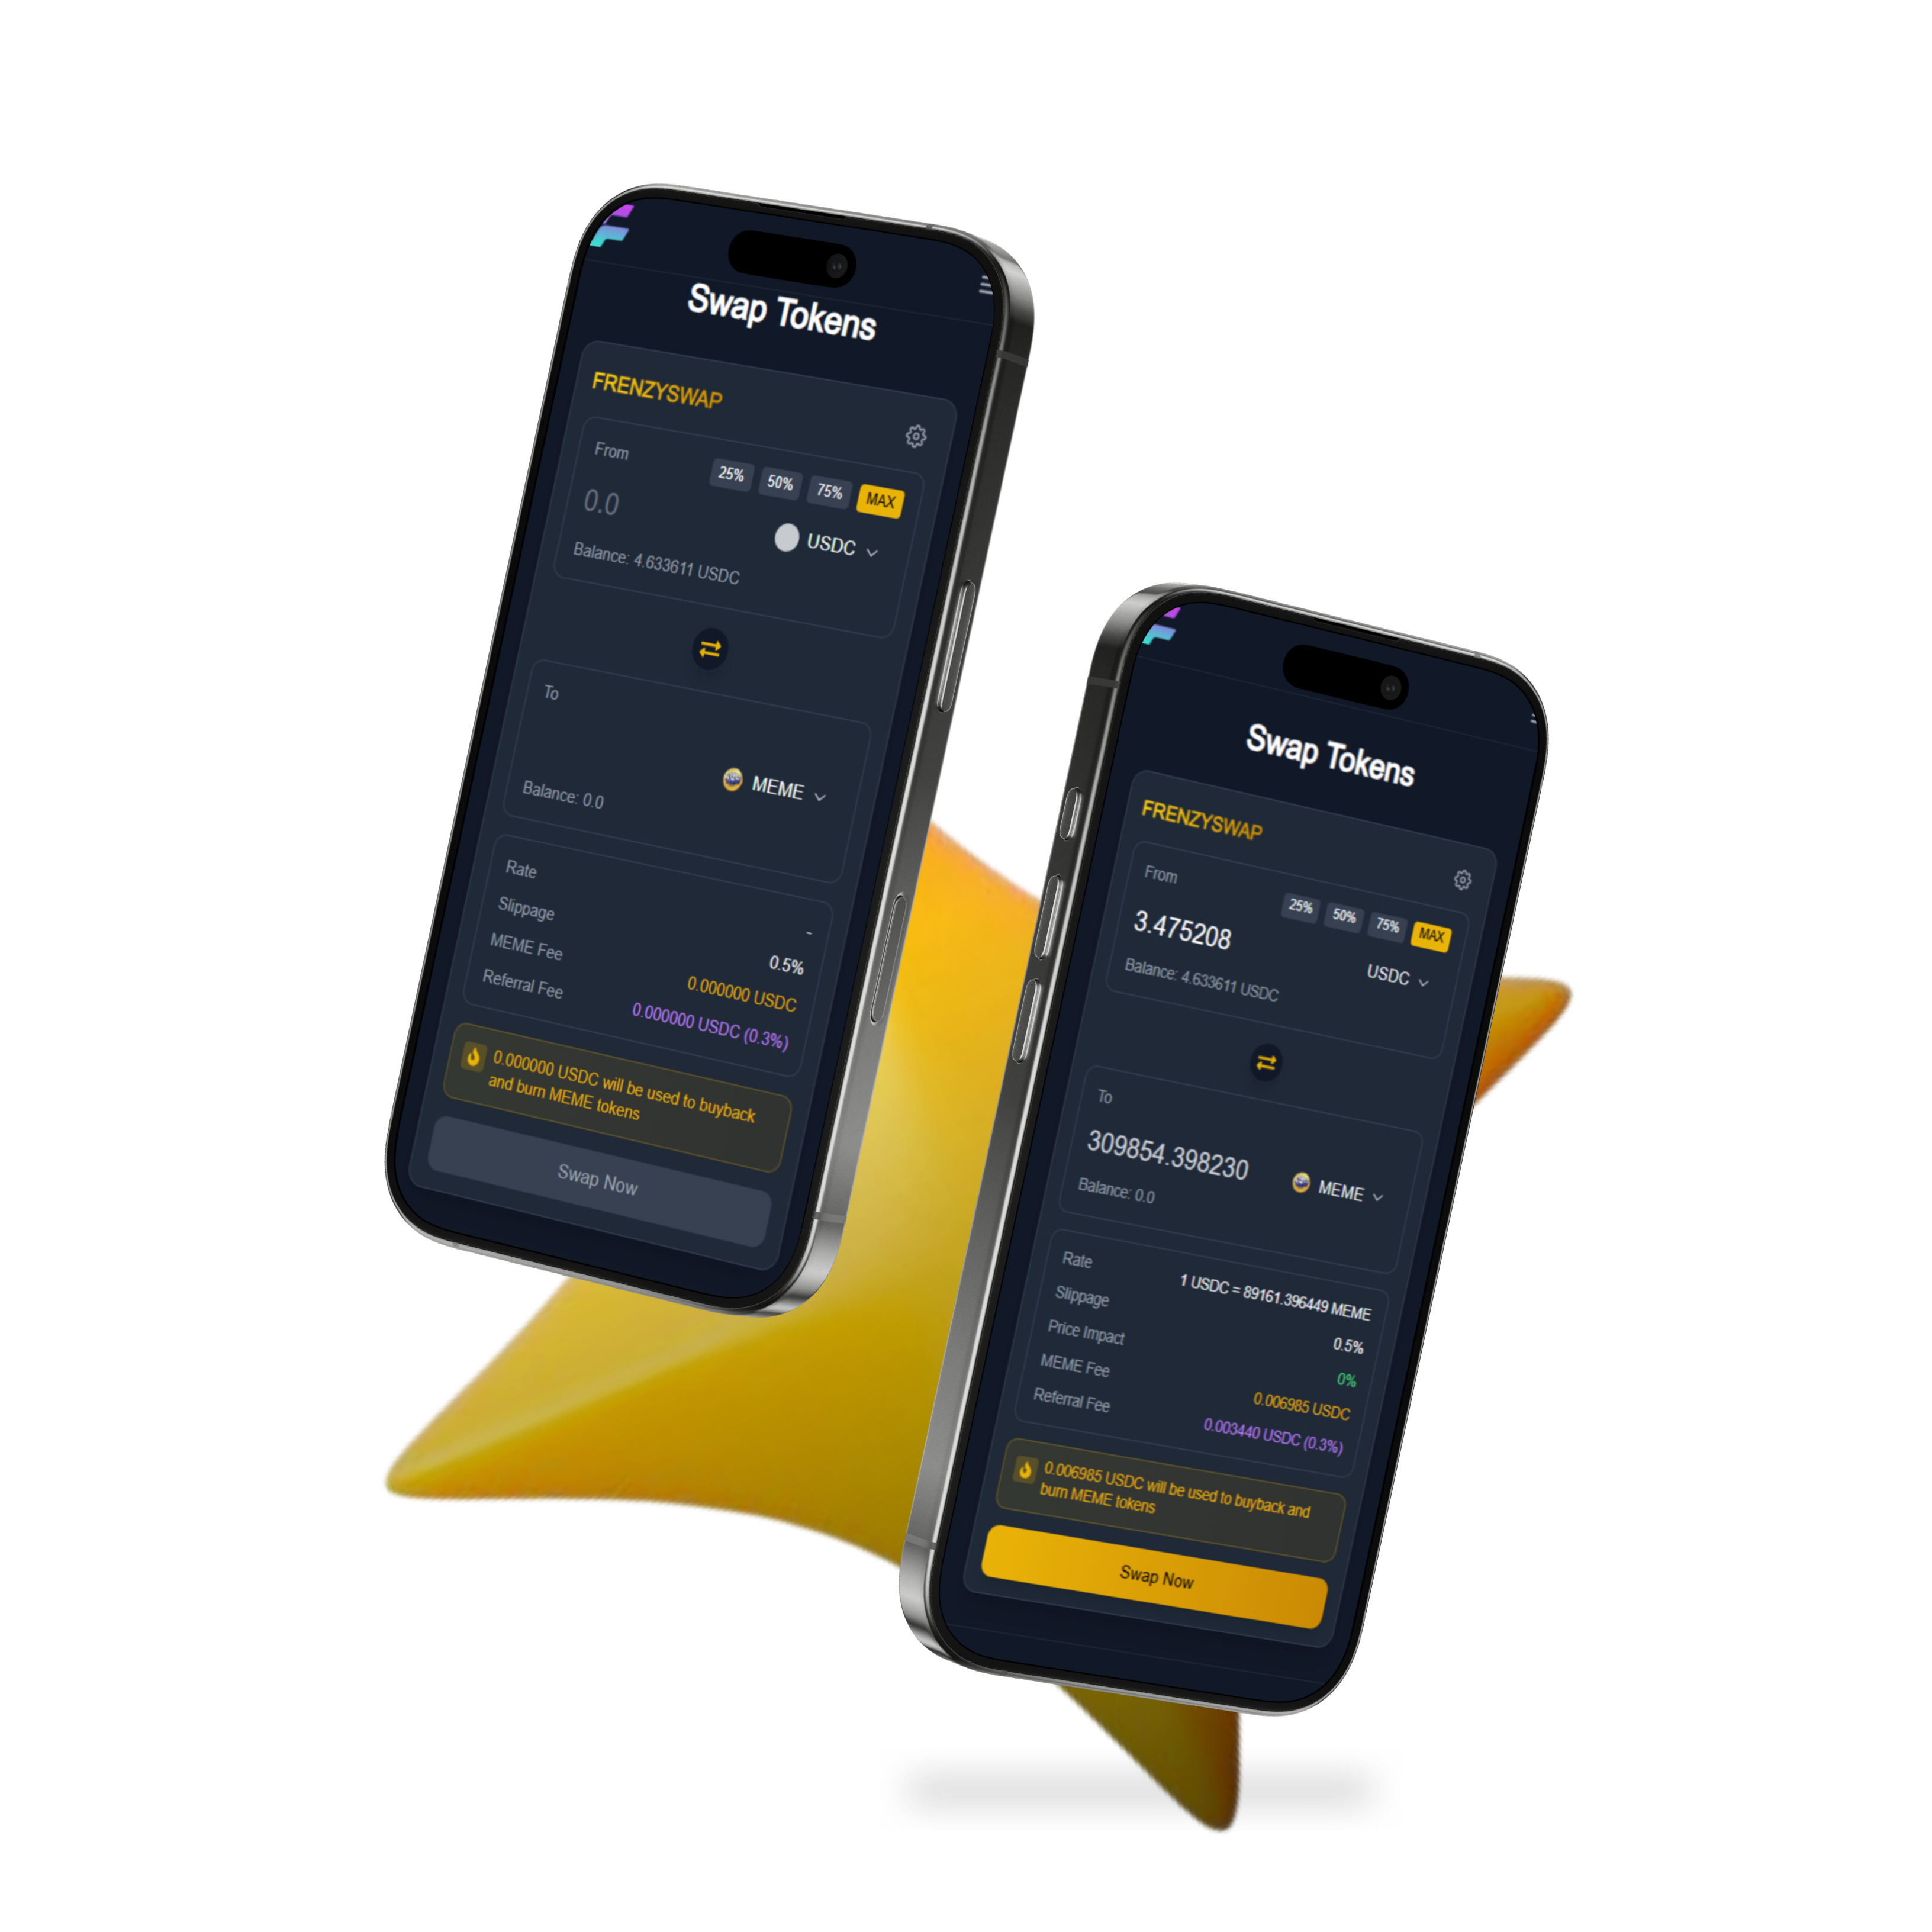 Swap Tokens
FRENZYSWAP
From
25% 50% 75% MAX
0.0
USDC
Balance: 4.633611 USDC
To
MEME
Balance: 0.0
Rate
-
Slippage
0.5%
MEME Fee
0.000000 USDC
Referral Fee
0.000000 USDC (0.3%)
0.000000 USDC will be used to buyback
and burn MEME tokens
Swap Now
Swap Tokens
FRENZYSWAP
From
25% 50% 75% MAX
3.475208
USDC
Balance: 4.633611 USDC
To
309854.398230
MEME
Balance: 0.0
Rate
1 USDC = 89161.396449 MEME
Slippage
0.5%
Price Impact
0%
MEME Fee
0.006985 USDC
Referral Fee
0.003440 USDC (0.3%)
0.006985 USDC will be used to buyback and
burn MEME tokens
Swap Now